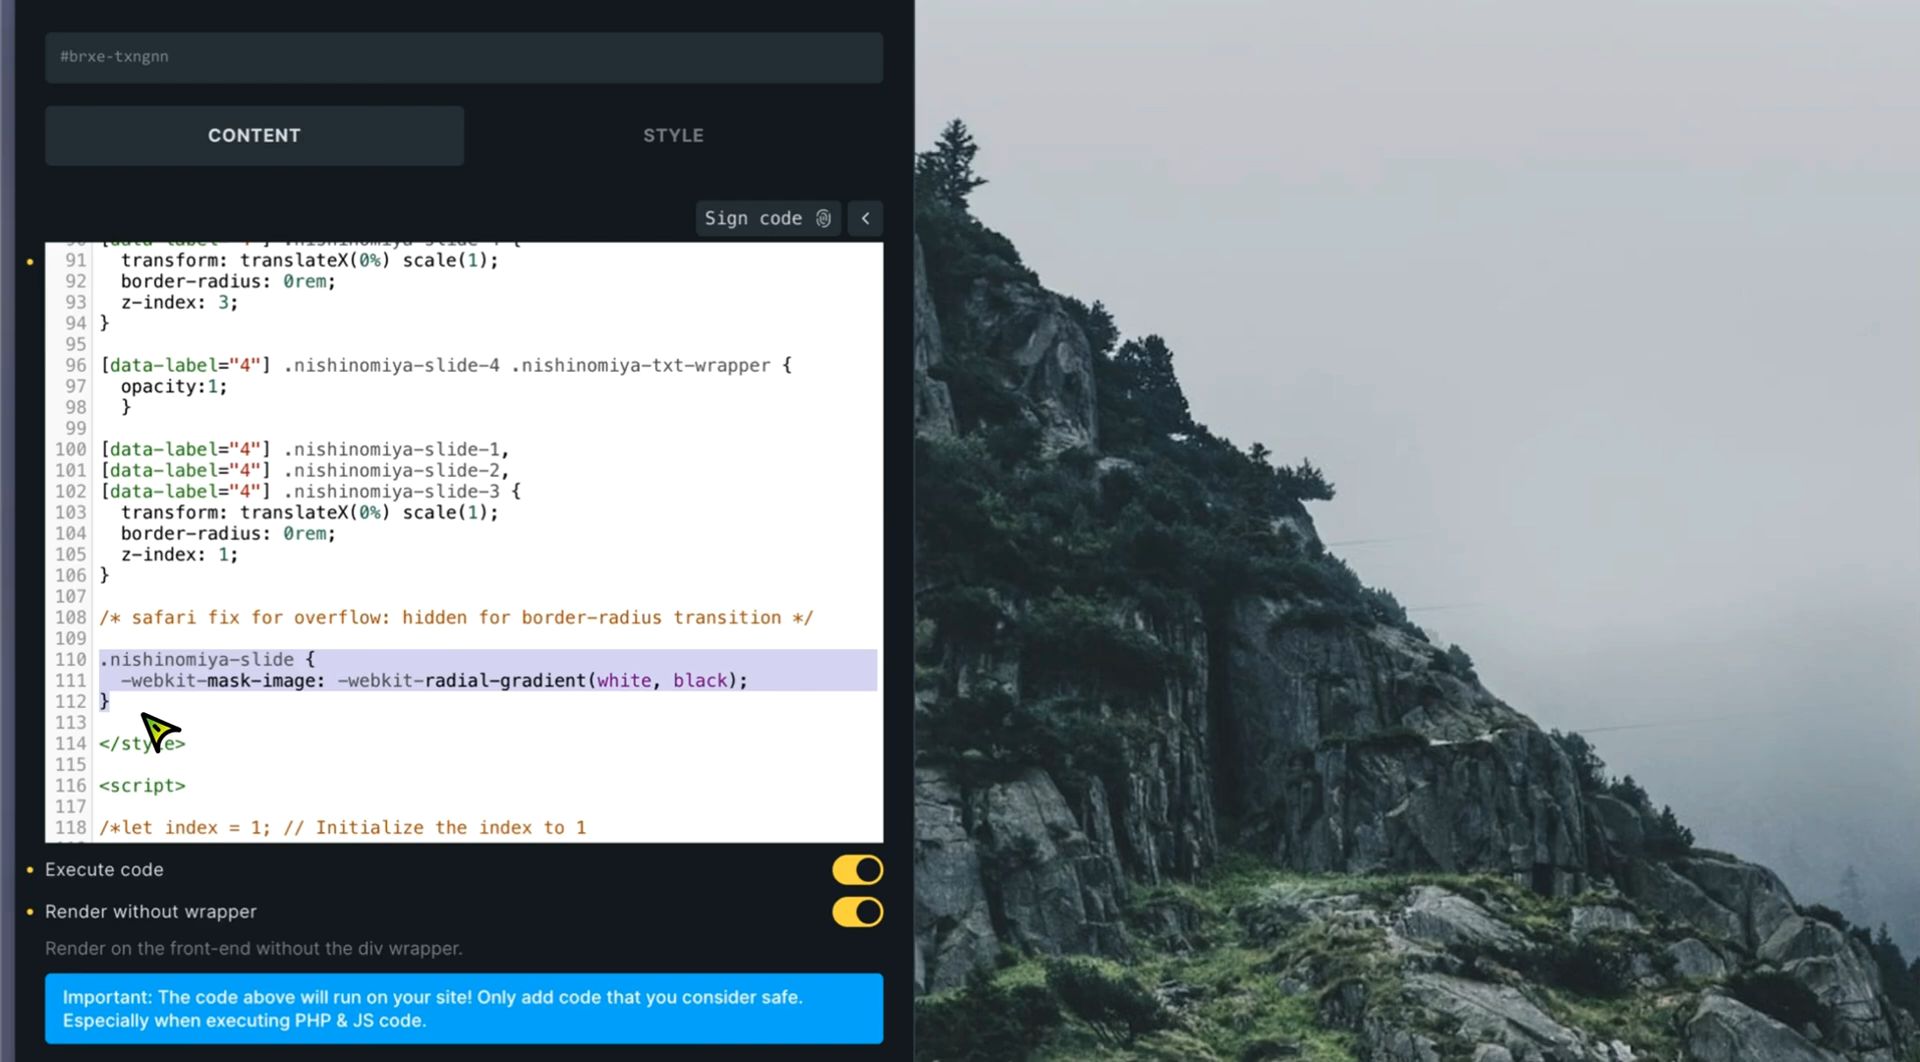 #brxe-txngnn
CONTENT
STYLE
Sign code
91   transform: translateX(0%) scale(1);
92   border-radius: 0rem;
93   z-index: 3;
94 }
95
96 [data-label="4"] .nishinomiya-slide-4 .nishinomiya-txt-wrapper {
97   opacity:1;
98   }
99
100 [data-label="4"] .nishinomiya-slide-1,
101 [data-label="4"] .nishinomiya-slide-2,
102 [data-label="4"] .nishinomiya-slide-3 {
103   transform: translateX(0%) scale(1);
104   border-radius: 0rem;
105   z-index: 1;
106 }
107
108 /* safari fix for overflow: hidden for border-radius transition */
109
110 .nishinomiya-slide {
111   -webkit-mask-image: -webkit-radial-gradient(white, black);
112 }
113
114 </style>
115
116 <script>
117
118 /*let index = 1; // Initialize the index to 1
Execute code
Render without wrapper
Render on the front-end without the div wrapper.
Important: The code above will run on your site! Only add code that you consider safe.
Especially when executing PHP & JS code.